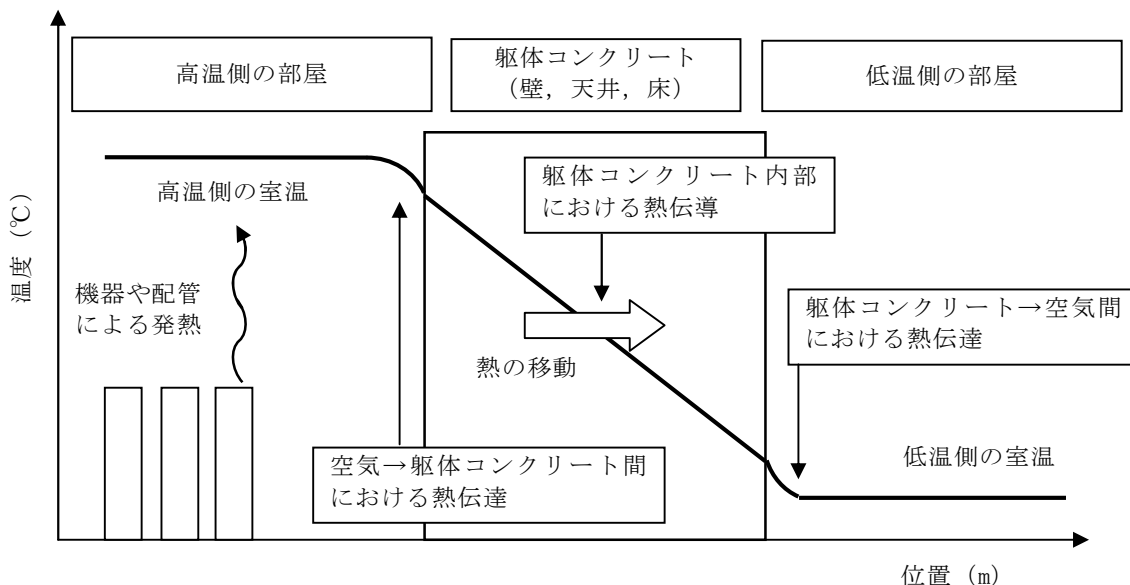 高温側の部屋
躯体コンクリート
（壁，天井，床）
低温側の部屋
高温側の室温
躯体コンクリート内部
における熱伝導
温度（℃）
機器や配管
による発熱
躯体コンクリート→空気間
における熱伝達
熱の移動
空気→躯体コンクリート間
における熱伝達
低温側の室温
位置（m）